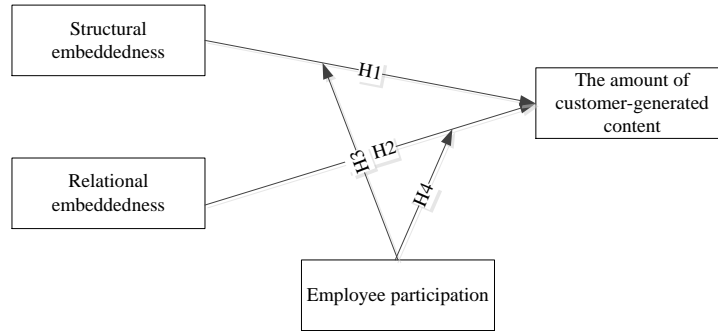 Structural
embeddedness
H1
The amount of
customer-generated
content
H2
H3
Relational
embeddedness
H4
Employee participation